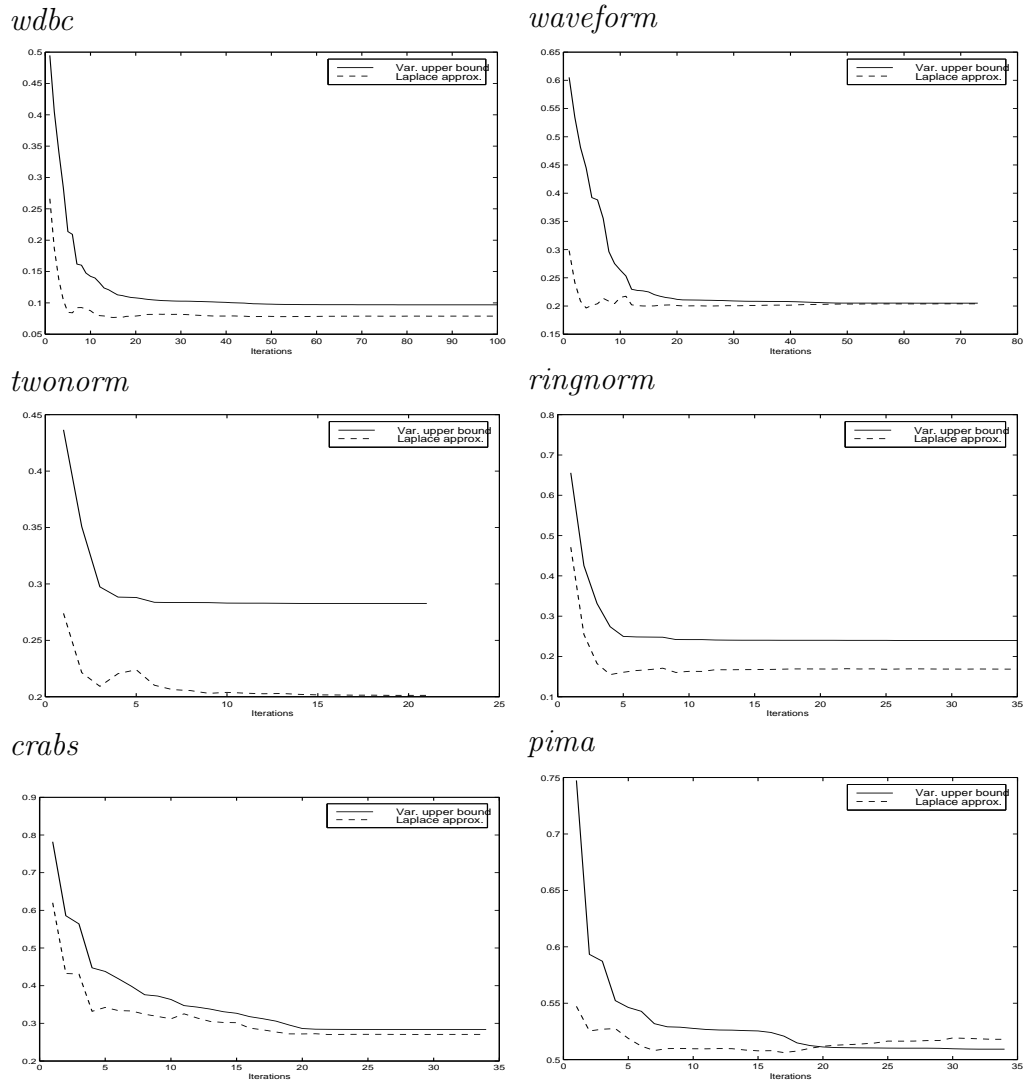 wdbc
0.5
0.45
0.4
0.35
0.3
0.25
0.2
0.15
0.1
0.05
0 10 20 30 40 50 60 70 80 90 100
Iterations
Var. upper bound
Laplace approx.
waveform
0.65
0.6
0.55
0.5
0.45
0.4
0.35
0.3
0.25
0.2
0.15
0 10 20 30 40 50 60 70 80
Iterations
Var. upper bound
Laplace approx.
twonorm
0.45
0.4
0.35
0.3
0.25
0.2
0 5 10 15 20 25
Iterations
Var. upper bound
Laplace approx.
ringnorm
0.8
0.7
0.6
0.5
0.4
0.3
0.2
0.1
0 5 10 15 20 25 30 35
Iterations
Var. upper bound
Laplace approx.
crabs
0.9
0.8
0.7
0.6
0.5
0.4
0.3
0.2
0 5 10 15 20 25 30 35
Iterations
Var. upper bound
Laplace approx.
pima
0.75
0.7
0.65
0.6
0.55
0.5
0 5 10 15 20 25 30 35
Iterations
Var. upper bound
Laplace approx.